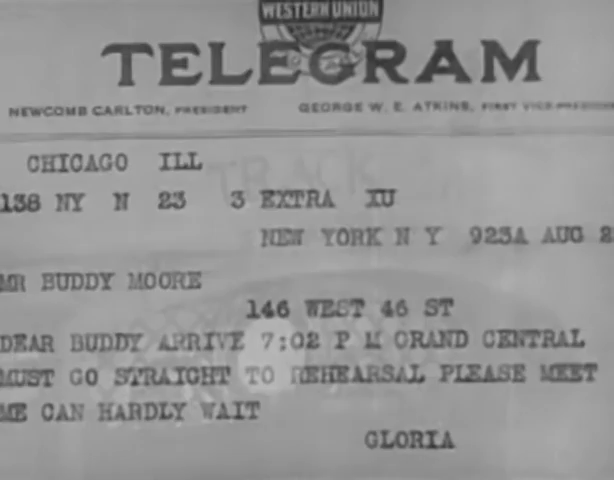 WESTERN UNION
TELEGRAM
NEWCOMB CARLTON, PRESIDENT GEORGE W. E. ATKINS, FIRST VICE-PRESIDENT
CHICAGO ILL
138 NY N 23 3 EXTRA XU
NEW YORK N Y 923A AUG 2
MR BUDDY MOORE
146 WEST 46 ST
DEAR BUDDY ARRIVE 7:02 P M GRAND CENTRAL
MUST GO STRAIGHT TO REHEARSAL PLEASE MEET
ME CAN HARDLY WAIT
GLORIA